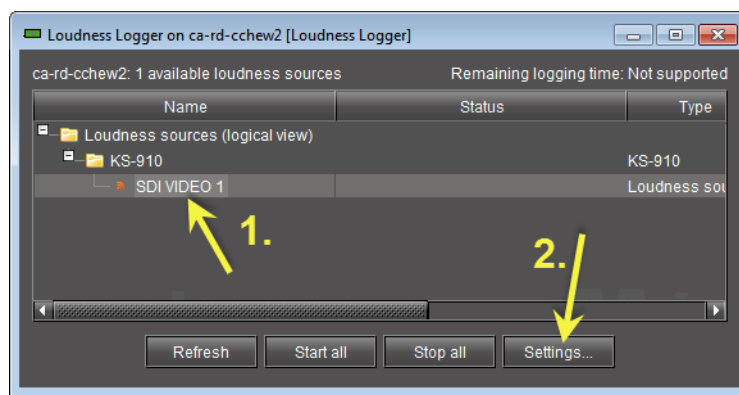 Loudness Logger on ca-rd-cchew2 [Loudness Logger]
ca-rd-cchew2: 1 available loudness sources Remaining logging time: Not supported
Name Status Type
Loudness sources (logical view)
KS-910 KS-910
SDI VIDEO 1 Loudness sou
1.
2.
Refresh Start all Stop all Settings...